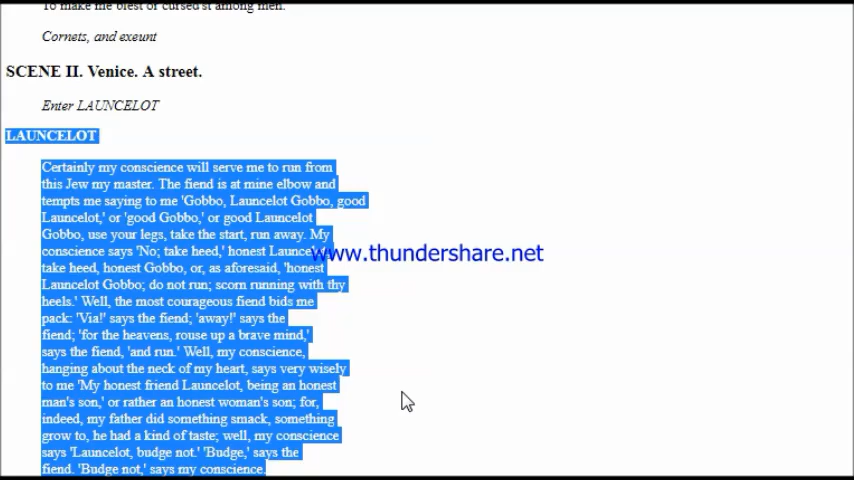 To make me blest or cursed'st among men.
Cornets, and exeunt
SCENE II. Venice. A street.
Enter LAUNCELOT
LAUNCELOT
Certainly my conscience will serve me to run from
this Jew my master. The fiend is at mine elbow and
tempts me saying to me 'Gobbo, Launcelot Gobbo, good
Launcelot,' or 'good Gobbo,' or good Launcelot
Gobbo, use your legs, take the start, run away. My
conscience says 'No; take heed,' honest Launcelot;
www.thundershare.net
take heed, honest Gobbo, or, as aforesaid, 'honest
Launcelot Gobbo; do not run; scorn running with thy
heels.' Well, the most courageous fiend bids me
pack: 'Via!' says the fiend; 'away!' says the
fiend; 'for the heavens, rouse up a brave mind,'
says the fiend, 'and run.' Well, my conscience,
hanging about the neck of my heart, says very wisely
to me 'My honest friend Launcelot, being an honest
man's son,' or rather an honest woman's son; for,
indeed, my father did something smack, something
grow to, he had a kind of taste; well, my conscience
says 'Launcelot, budge not.' 'Budge,' says the
fiend. 'Budge not,' says my conscience.